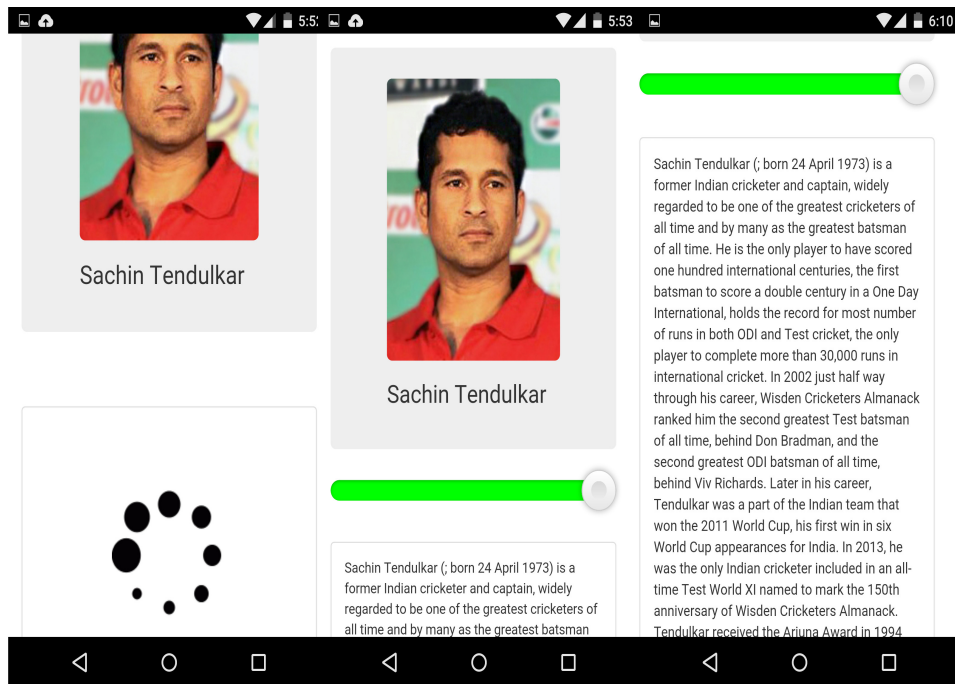 5:5
5:53
6:10
Sachin Tendulkar
Sachin Tendulkar
Sachin Tendulkar (; born 24 April 1973) is a
former Indian cricketer and captain, widely
regarded to be one of the greatest cricketers of
all time and by many as the greatest batsman
Sachin Tendulkar (; born 24 April 1973) is a
former Indian cricketer and captain, widely
regarded to be one of the greatest cricketers of
all time and by many as the greatest batsman
of all time. He is the only player to have scored
one hundred international centuries, the first
batsman to score a double century in a One Day
International, holds the record for most number
of runs in both ODI and Test cricket, the only
player to complete more than 30,000 runs in
international cricket. In 2002 just half way
through his career, Wisden Cricketers Almanack
ranked him the second greatest Test batsman
of all time, behind Don Bradman, and the
second greatest ODI batsman of all time,
behind Viv Richards. Later in his career,
Tendulkar was a part of the Indian team that
won the 2011 World Cup, his first win in six
World Cup appearances for India. In 2013, he
was the only Indian cricketer included in an all-
time Test World XI named to mark the 150th
anniversary of Wisden Cricketers Almanack.
Tendulkar received the Arjuna Award in 1994